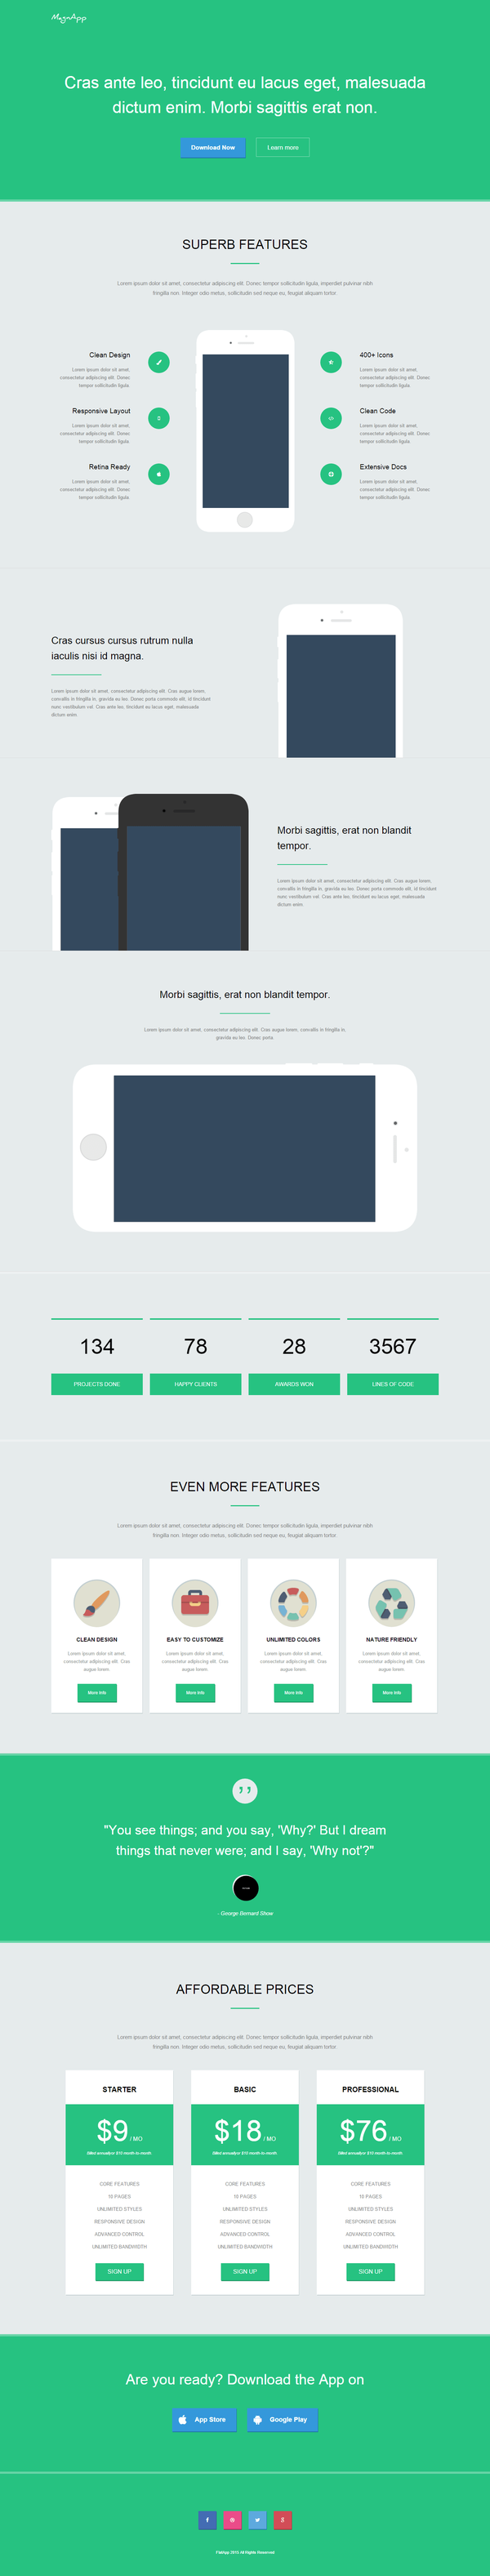 MagnApp
Cras ante leo, tincidunt eu lacus eget, malesuada
dictum enim. Morbi sagittis erat non.
Download Now
Learn more
SUPERB FEATURES
Lorem ipsum dolor sit amet, consectetur adipiscing elit. Donec tempor sollicitudin ligula, imperdiet pulvinar nibh
fringilla non. Integer odio metus, sollicitudin sed neque eu, feugiat aliquam tortor.
Clean Design
Lorem ipsum dolor sit amet,
consectetur adipiscing elit. Donec
tempor sollicitudin ligula.
Responsive Layout
Lorem ipsum dolor sit amet,
consectetur adipiscing elit. Donec
tempor sollicitudin ligula.
Retina Ready
Lorem ipsum dolor sit amet,
consectetur adipiscing elit. Donec
tempor sollicitudin ligula.
400+ Icons
Lorem ipsum dolor sit amet,
consectetur adipiscing elit. Donec
tempor sollicitudin ligula.
Clean Code
Lorem ipsum dolor sit amet,
consectetur adipiscing elit. Donec
tempor sollicitudin ligula.
Extensive Docs
Lorem ipsum dolor sit amet,
consectetur adipiscing elit. Donec
tempor sollicitudin ligula.
Cras cursus cursus rutrum nulla
iaculis nisi id magna.
Lorem ipsum dolor sit amet, consectetur adipiscing elit. Cras augue lorem,
convallis in fringilla in, gravida eu leo. Donec porta commodo elit, id tincidunt
nunc vestibulum vel. Cras ante leo, tincidunt eu lacus eget, malesuada
dictum enim.
Morbi sagittis, erat non blandit
tempor.
Lorem ipsum dolor sit amet, consectetur adipiscing elit. Cras augue lorem,
convallis in fringilla in, gravida eu leo. Donec porta commodo elit, id tincidunt
nunc vestibulum vel. Cras ante leo, tincidunt eu lacus eget, malesuada
dictum enim.
Morbi sagittis, erat non blandit tempor.
Lorem ipsum dolor sit amet, consectetur adipiscing elit. Cras augue lorem, convallis in fringilla in,
gravida eu leo. Donec porta
134
PROJECTS DONE
78
HAPPY CLIENTS
28
AWARDS WON
3567
LINES OF CODE
EVEN MORE FEATURES
Lorem ipsum dolor sit amet, consectetur adipiscing elit. Donec tempor sollicitudin ligula, imperdiet pulvinar nibh
fringilla non. Integer odio metus, sollicitudin sed neque eu, feugiat aliquam tortor.
CLEAN DESIGN
Lorem ipsum dolor sit amet,
consectetur adipiscing elit. Cras
augue lorem
More Info
EASY TO CUSTOMIZE
Lorem ipsum dolor sit amet,
consectetur adipiscing elit. Cras
augue lorem
More Info
UNLIMITED COLORS
Lorem ipsum dolor sit amet,
consectetur adipiscing elit. Cras
augue lorem
More Info
NATURE FRIENDLY
Lorem ipsum dolor sit amet,
consectetur adipiscing elit. Cras
augue lorem
More Info
"You see things; and you say, 'Why?' But I dream
things that never were; and I say, 'Why not'?"
- George Bernard Show
AFFORDABLE PRICES
Lorem ipsum dolor sit amet, consectetur adipiscing elit. Donec tempor sollicitudin ligula, imperdiet pulvinar nibh
fringilla non. Integer odio metus, sollicitudin sed neque eu, feugiat aliquam tortor.
STARTER
$9 / MO
Billed annually or $10 month-to-month
CORE FEATURES
10 PAGES
UNLIMITED STYLES
RESPONSIVE DESIGN
ADVANCED CONTROL
UNLIMITED BANDWIDTH
SIGN UP
BASIC
$18 / MO
Billed annually or $10 month-to-month
CORE FEATURES
10 PAGES
UNLIMITED STYLES
RESPONSIVE DESIGN
ADVANCED CONTROL
UNLIMITED BANDWIDTH
SIGN UP
PROFESSIONAL
$76 / MO
Billed annually or $10 month-to-month
CORE FEATURES
10 PAGES
UNLIMITED STYLES
RESPONSIVE DESIGN
ADVANCED CONTROL
UNLIMITED BANDWIDTH
SIGN UP
Are you ready? Download the App on
App Store
Google Play
2015 All Rights Reserved